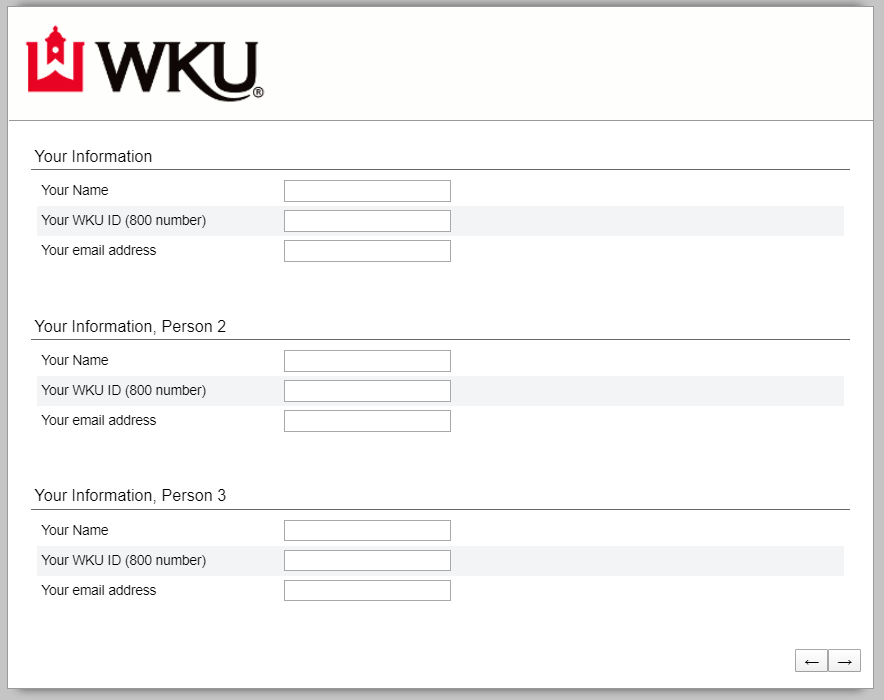 WKU®
Your Information
Your Name
Your WKU ID (800 number)
Your email address
Your Information, Person 2
Your Name
Your WKU ID (800 number)
Your email address
Your Information, Person 3
Your Name
Your WKU ID (800 number)
Your email address
← →